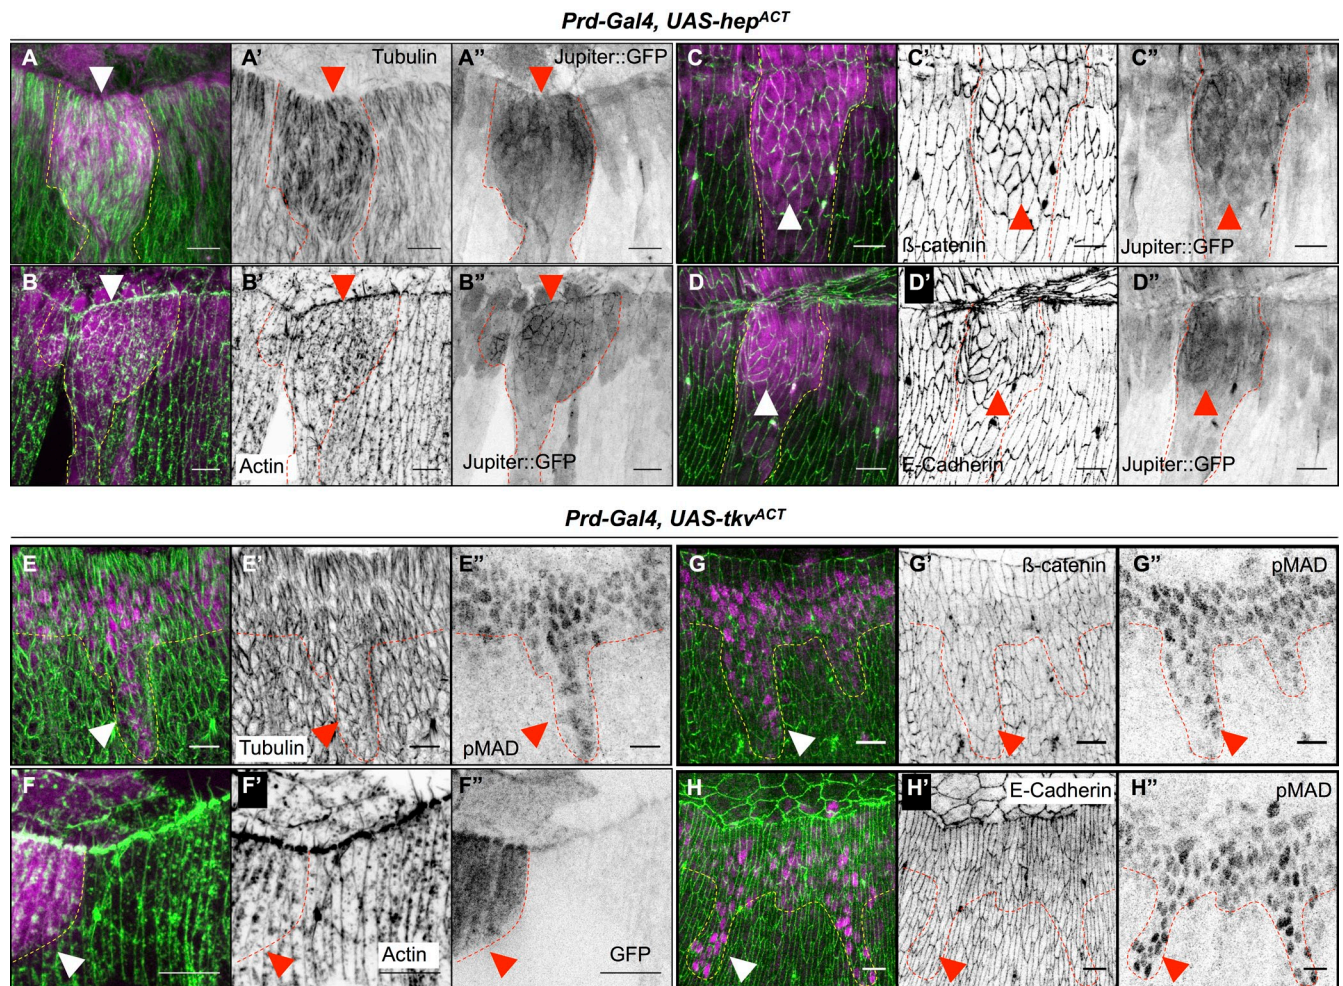 Prd-Gal4, UAS-hepACT
A A' Tubulin A" Jupiter::GFP C C' ß-catenin C" Jupiter::GFP
B B' Actin B" Jupiter::GFP D D' E-Cadherin D" Jupiter::GFP
Prd-Gal4, UAS-tkvACT
E E' Tubulin E" pMAD G G' ß-catenin G" pMAD
F F' Actin F" GFP H H' E-Cadherin H" pMAD